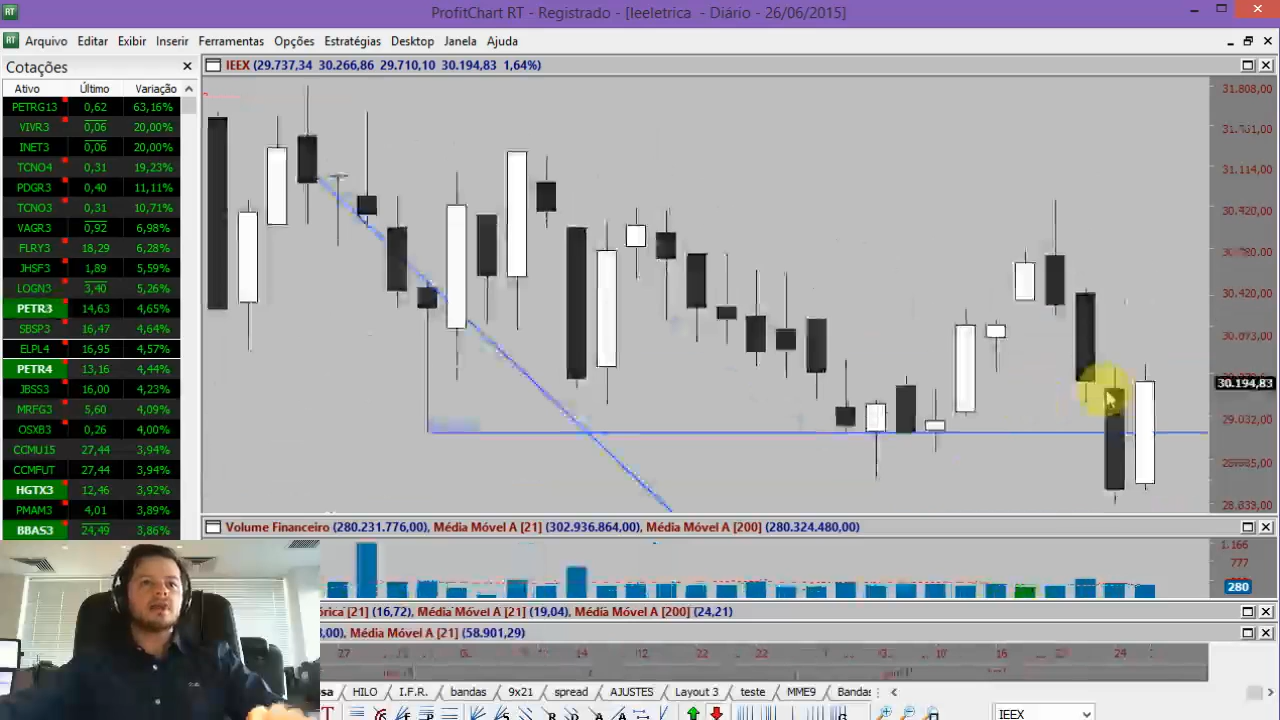 RT ProfitChart RT - Registrado - [Ieeletrica - Diário - 26/06/2015]
RT Arquivo Editar Exibir Inserir Ferramentas Opções Estratégias Desktop Janela Ajuda
Cotações
IEEX (29.737,34 30.266,86 29.710,10 30.194,83 1,64%)
Ativo Último Variação
PETRG13 0,62 63,16%
VIVR3 0,06 20,00%
INET3 0,06 20,00%
TCNO4 0,31 19,23%
PDGR3 0,40 11,11%
TCNO3 0,31 10,71%
VAGR3 0,92 6,98%
FLRY3 18,29 6,28%
JHSF3 1,89 5,59%
LOGN3 3,40 5,26%
PETR3 14,63 4,65%
SBSP3 16,47 4,64%
ELPL4 16,95 4,57%
PETR4 13,16 4,44%
JBSS3 16,00 4,23%
MRFG3 5,60 4,09%
OSXB3 0,26 4,00%
CCMU15 27,44 3,94%
CCMFUT 27,44 3,94%
HGTX3 12,46 3,92%
PMAM3 4,01 3,89%
BBAS3 24,49 3,86%
31.808,00
31.114,00
30.420,00
30.420,00
30.194,83
29.032,00
Volume Financeiro (280.231.776,00), Média Móvel A [21] (302.936.864,00), Média Móvel A [200] (280.324.480,00)
1.166
777
280
[21] (16,72), Média Móvel A [21] (19,04), Média Móvel A [200] (24,21)
Média Móvel A [21] (58.901,29)
27 14 12 22 22 16 24
HILO I.F.R. bandas 9x21 spread AJUSTES Layout 3 teste MME9 Bandas
IEEX